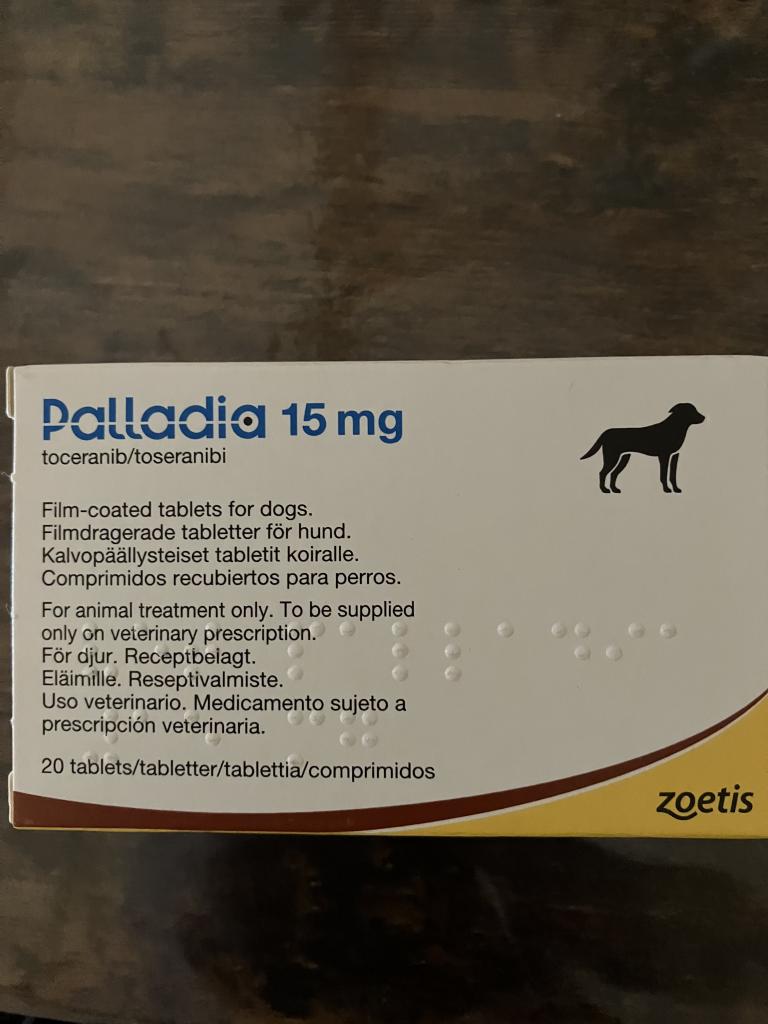 Palladia 15 mg
toceranib/toseranibi
Film-coated tablets for dogs.
Filmdragerade tabletter för hund.
Kalvopäällysteiset tabletit koiralle.
Comprimidos recubiertos para perros.
For animal treatment only. To be supplied
only on veterinary prescription.
För djur. Receptbelagt.
Eläimille. Reseptivalmiste.
Uso veterinario. Medicamento sujeto a
prescripción veterinaria.
20 tablets/tabletter/tablettia/comprimidos
zoetis